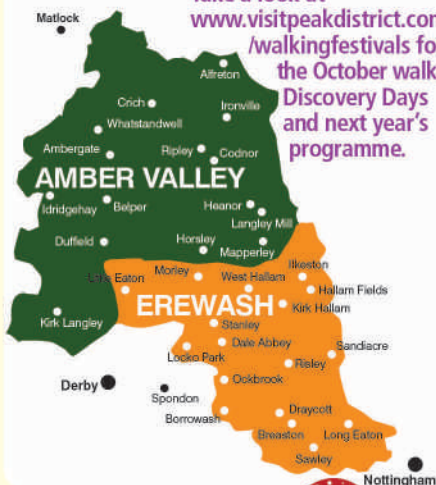 www.visitpeakdistrict.com
/walkingfestivals fo
the October walk
Discovery Days
and next year's
programme.
Matlock
Alfreton
Crich
Ironville
Whatstandwell
Ambergate
Ripley
Codnor
AMBER VALLEY
Idridgehay
Belper
Heanor
Langley Mill
Duffield
Horsley
Mapperley
Ilkeston
Morley
West Hallam
Eaton
Hallam Fields
EREWASH
Kirk Hallam
Kirk Langley
Stanley
Dale Abbey
Sandiacre
Locko Park
Risley
Derby
Ockbrook
Spondon
Borrowash
Draycott
Breaston
Long Eaton
Sawley
Nottingham